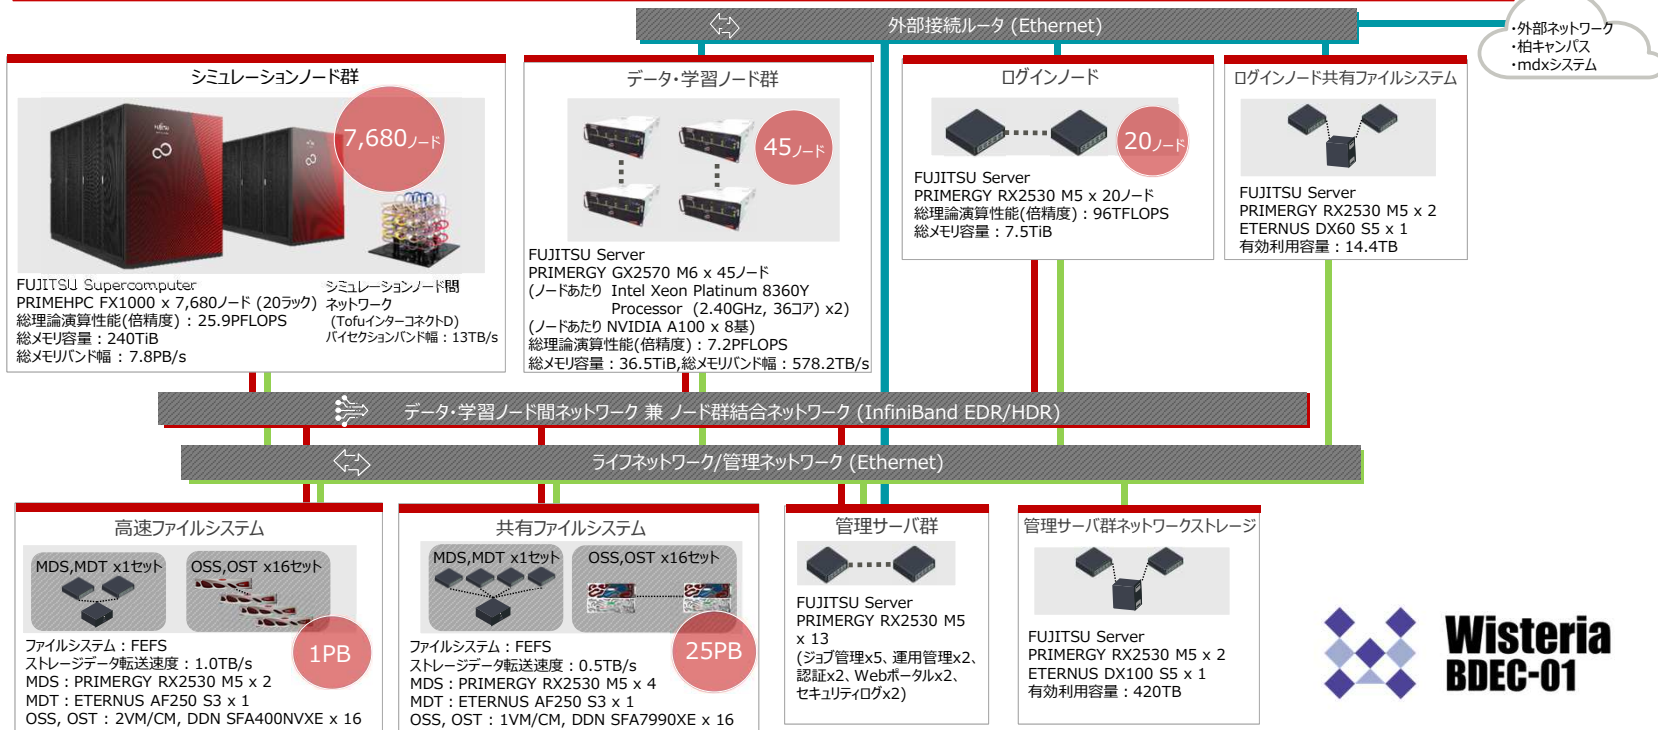 外部接続ルータ (Ethernet)
・外部ネットワーク
・柏キャンパス
・mdxシステム
シミュレーションノード群
7,680ノード
FUJITSU Supercomputer
PRIMEHPC FX1000 x 7,680ノード (20ラック)
総理論演算性能(倍精度)：25.9PFLOPS
総メモリ容量：240TiB
総メモリバンド幅：7.8PB/s
シミュレーションノード間
ネットワーク
(TofuインターコネクトD)
バイセクションバンド幅：13TB/s
データ・学習ノード群
45ノード
FUJITSU Server
PRIMERGY GX2570 M6 x 45ノード
(ノードあたり Intel Xeon Platinum 8360Y
Processor (2.40GHz, 36コア) x2)
(ノードあたり NVIDIA A100 x 8基)
総理論演算性能(倍精度)：7.2PFLOPS
総メモリ容量：36.5TiB,総メモリバンド幅：578.2TB/s
ログインノード
20ノード
FUJITSU Server
PRIMERGY RX2530 M5 x 20ノード
総理論演算性能(倍精度)：96TFLOPS
総メモリ容量：7.5TiB
ログインノード共有ファイルシステム
FUJITSU Server
PRIMERGY RX2530 M5 x 2
ETERNUS DX60 S5 x 1
有効利用容量：14.4TB
データ・学習ノード間ネットワーク 兼 ノード群結合ネットワーク (InfiniBand EDR/HDR)
ライフネットワーク/管理ネットワーク (Ethernet)
高速ファイルシステム
MDS,MDT x1セット
OSS,OST x16セット
1PB
ファイルシステム：FEFS
ストレージデータ転送速度：1.0TB/s
MDS：PRIMERGY RX2530 M5 x 2
MDT：ETERNUS AF250 S3 x 1
OSS, OST：2VM/CM, DDN SFA400NVXE x 16
共有ファイルシステム
MDS,MDT x1セット
OSS,OST x16セット
25PB
ファイルシステム：FEFS
ストレージデータ転送速度：0.5TB/s
MDS：PRIMERGY RX2530 M5 x 4
MDT：ETERNUS AF250 S3 x 1
OSS, OST：1VM/CM, DDN SFA7990XE x 16
管理サーバ群
FUJITSU Server
PRIMERGY RX2530 M5
x 13
(ジョブ管理x5、運用管理x2、
認証x2、Webポータルx2、
セキュリティログx2)
管理サーバ群ネットワークストレージ
FUJITSU Server
PRIMERGY RX2530 M5 x 2
ETERNUS DX100 S5 x 1
有効利用容量：420TB
Wisteria
BDEC-01